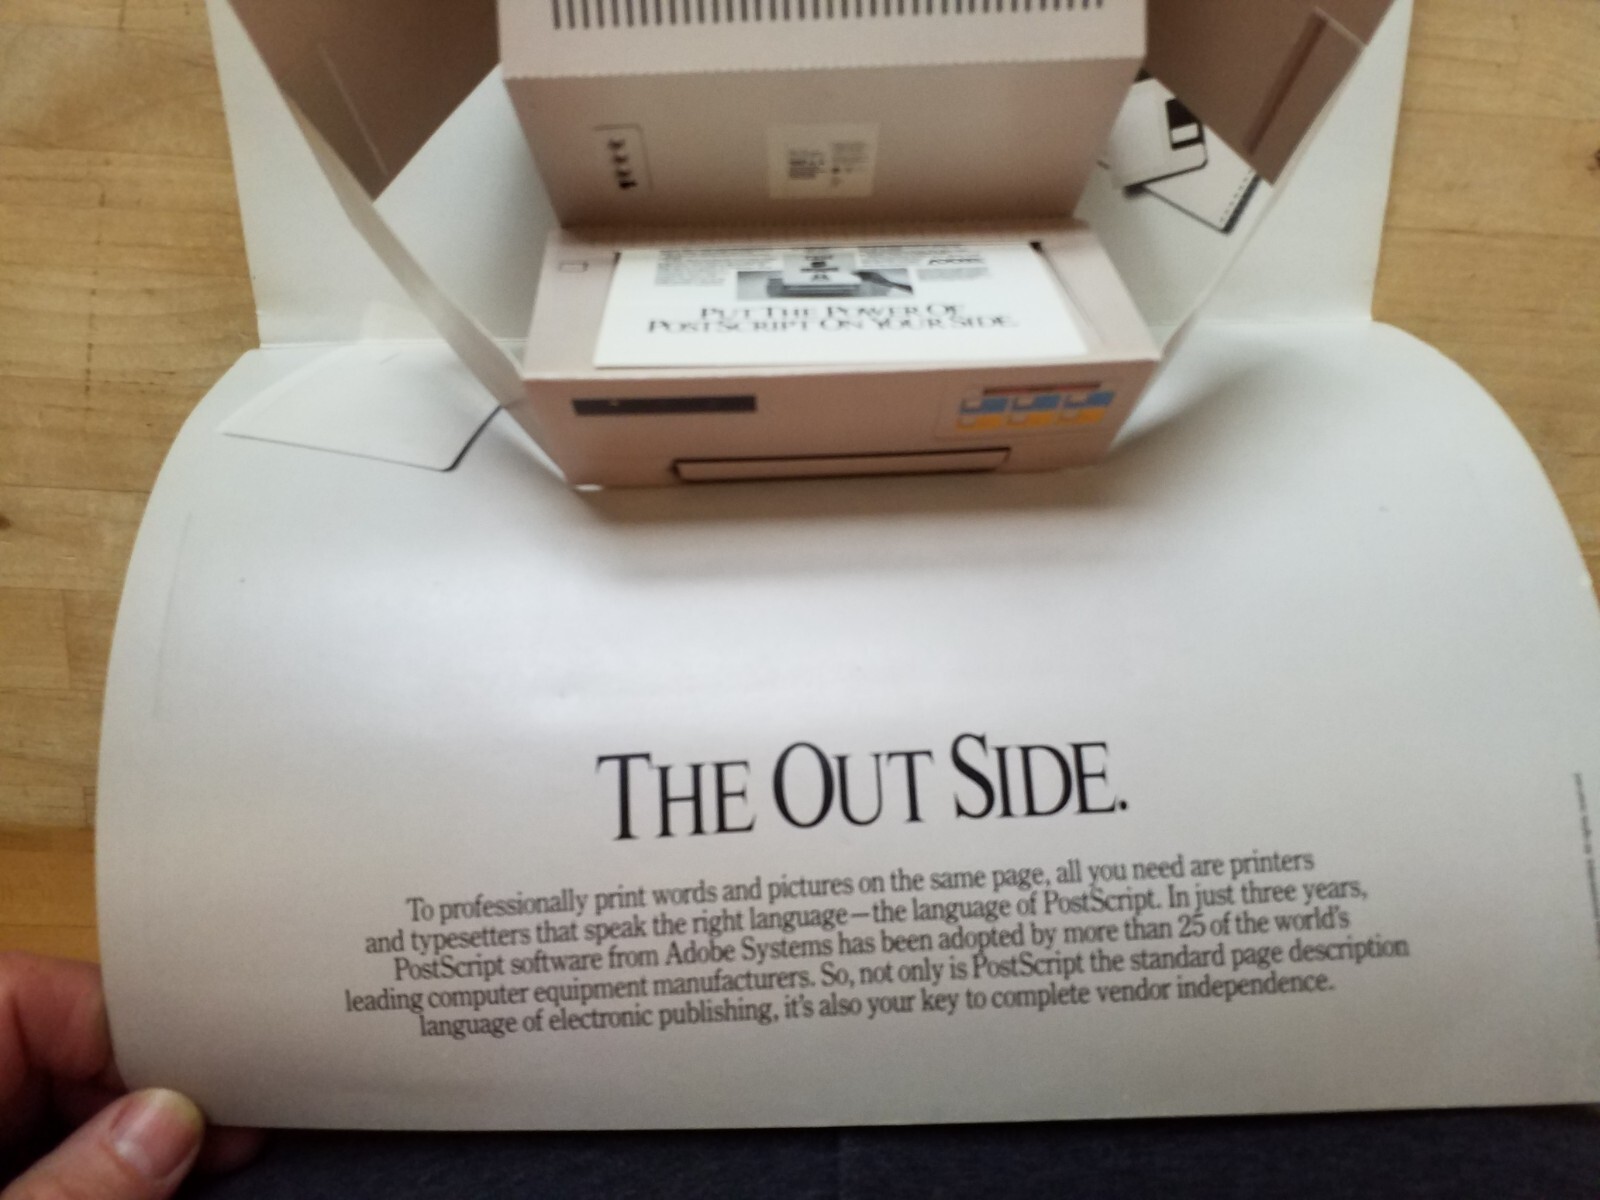 PUT THE POWER OF
POSTSCRIPT ON YOUR SIDE.
THE OUT SIDE.
To professionally print words and pictures on the same page, all you need are printers
and typesetters that speak the right language—the language of PostScript. In just three years,
PostScript software from Adobe Systems has been adopted by more than 25 of the world's
leading computer equipment manufacturers. So, not only is PostScript the standard page description
language of electronic publishing, it's also your key to complete vendor independence.